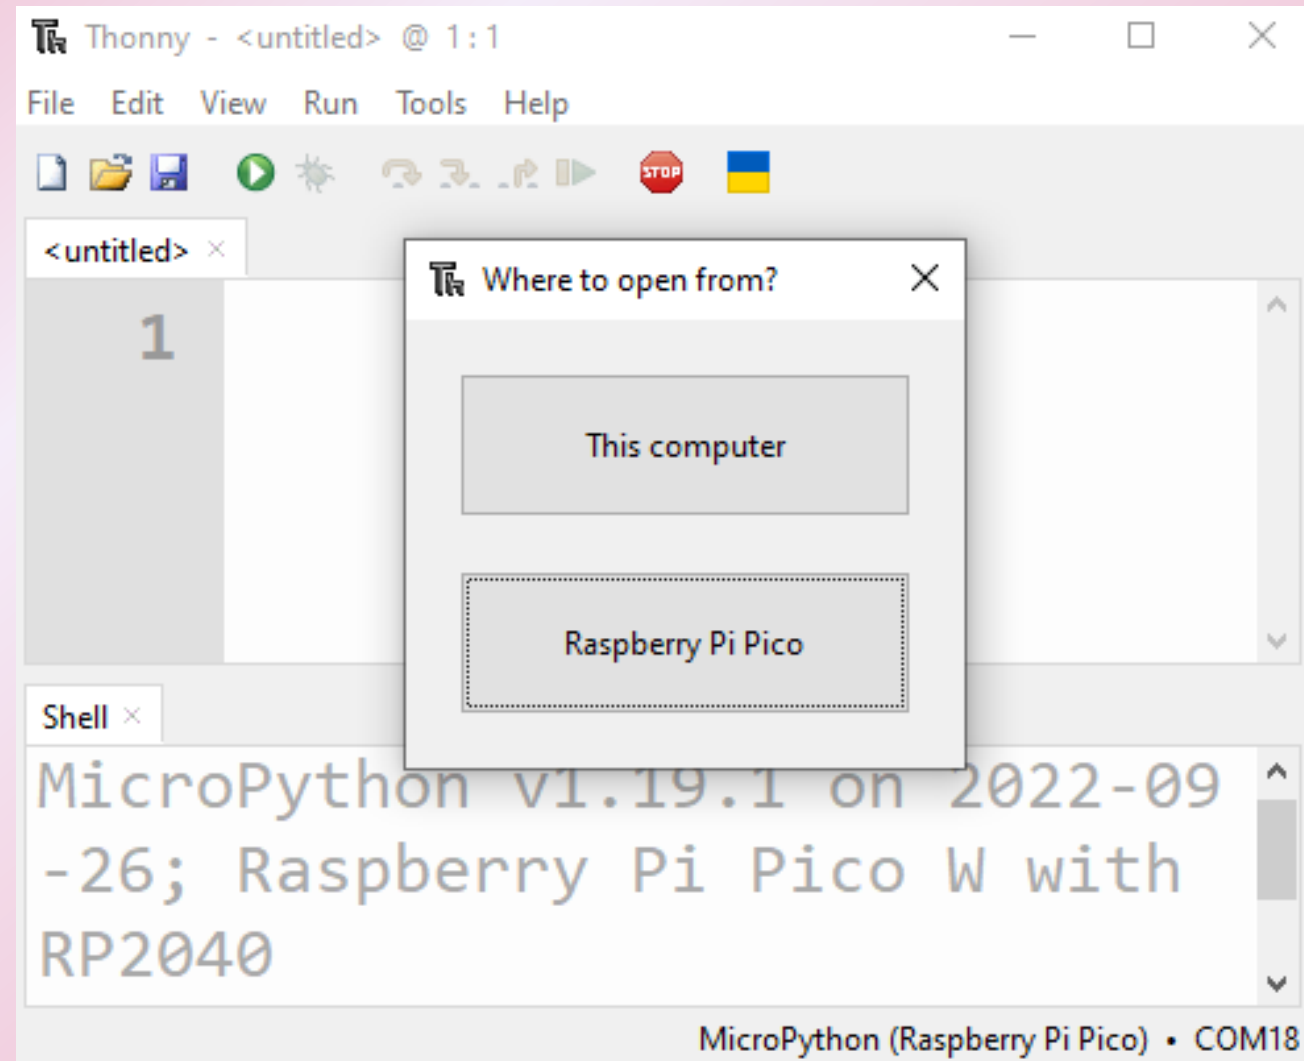 Thonny - <untitled> @ 1:1
File Edit View Run Tools Help
STOP
<untitled>
Where to open from?
1
This computer
Raspberry Pi Pico
Shell
MicroPython v1.19.1 on 2022-09
-26; Raspberry Pi Pico W with
RP2040
MicroPython (Raspberry Pi Pico) • COM18